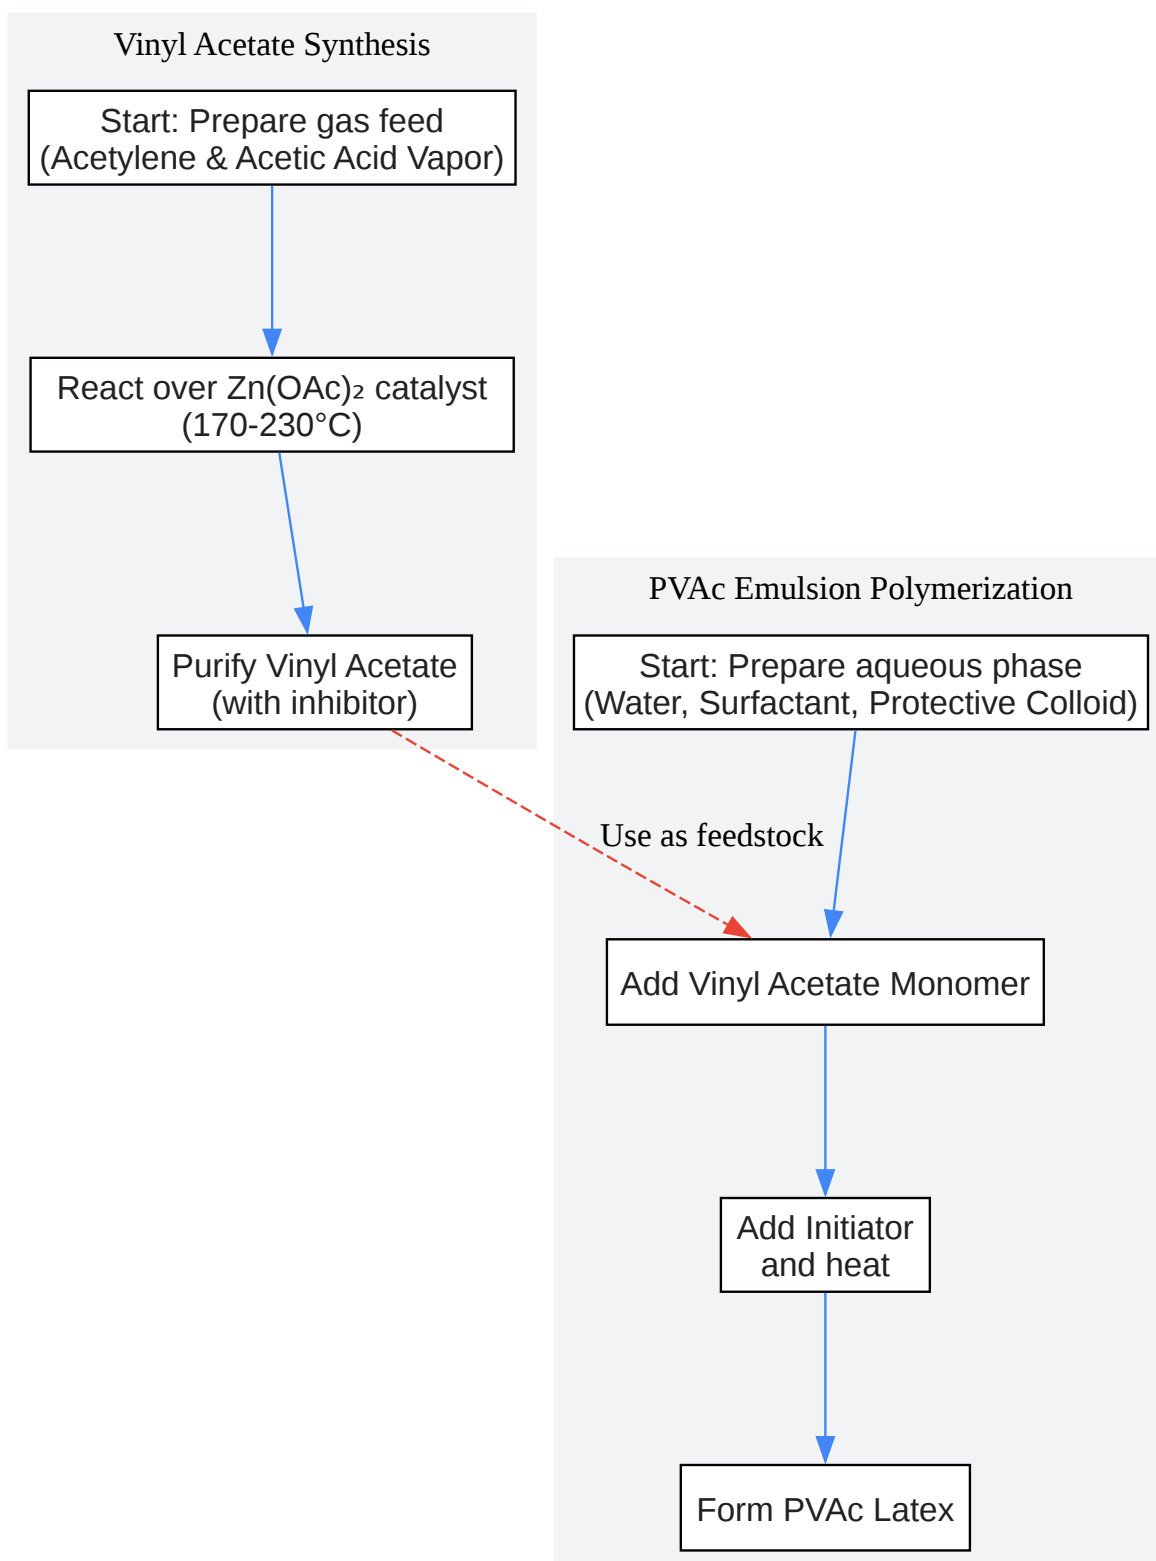 Vinyl Acetate Synthesis
Start: Prepare gas feed
(Acetylene & Acetic Acid Vapor)
React over Zn(OAc)₂ catalyst
(170-230°C)
Purify Vinyl Acetate
(with inhibitor)
PVAc Emulsion Polymerization
Start: Prepare aqueous phase
(Water, Surfactant, Protective Colloid)
Use as feedstock
Add Vinyl Acetate Monomer
Add Initiator
and heat
Form PVAc Latex